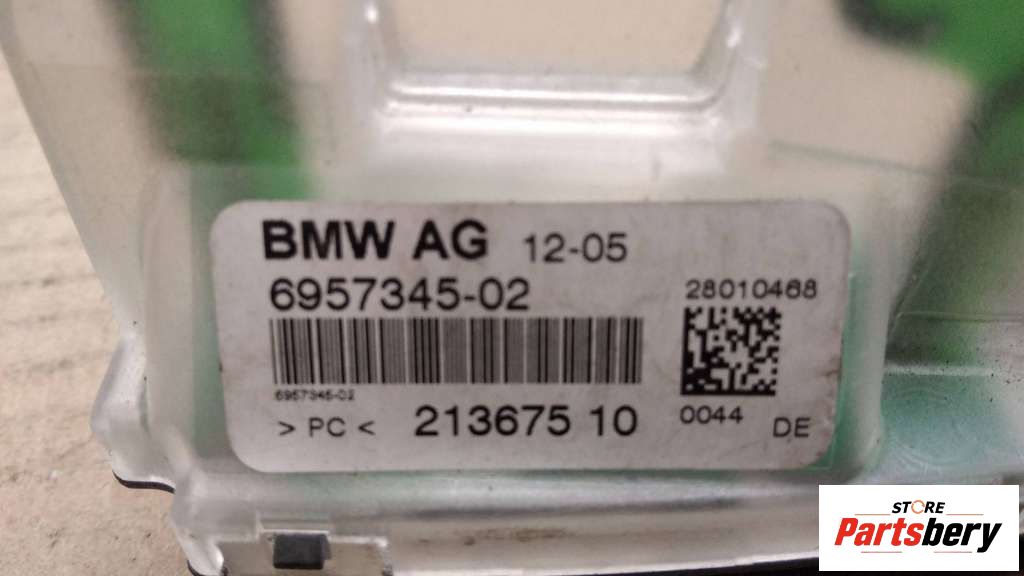 BMW AG 12-05
6957345-02 28010468
6957345-02
> PC < 213675 10 0044 DE
STORE
Partsbery